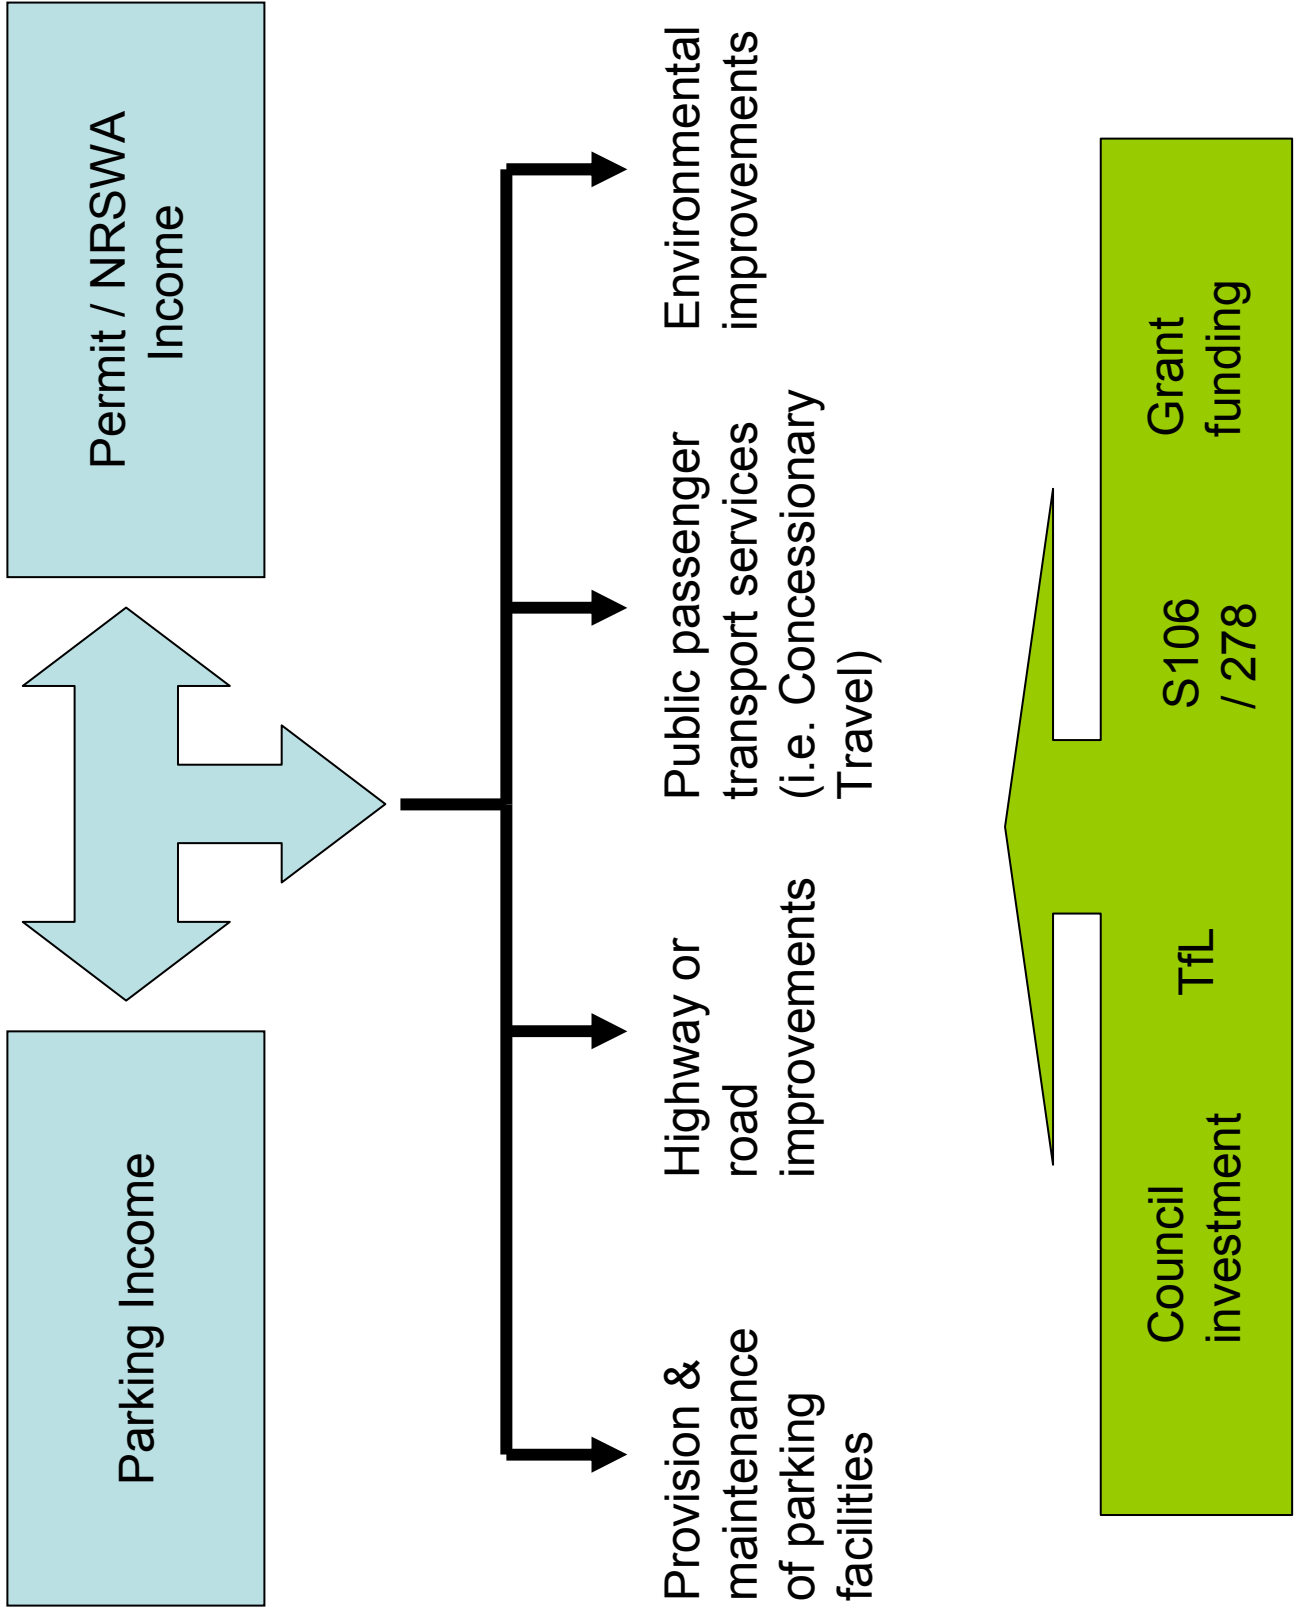 Parking Income
Permit / NRSWA
Income
Provision &
maintenance
of parking
facilities
Highway or
road
improvements
Public passenger
transport services
(i.e. Concessionary
Travel)
Environmental
improvements
Council
investment
TfL
S106
/ 278
Grant
funding